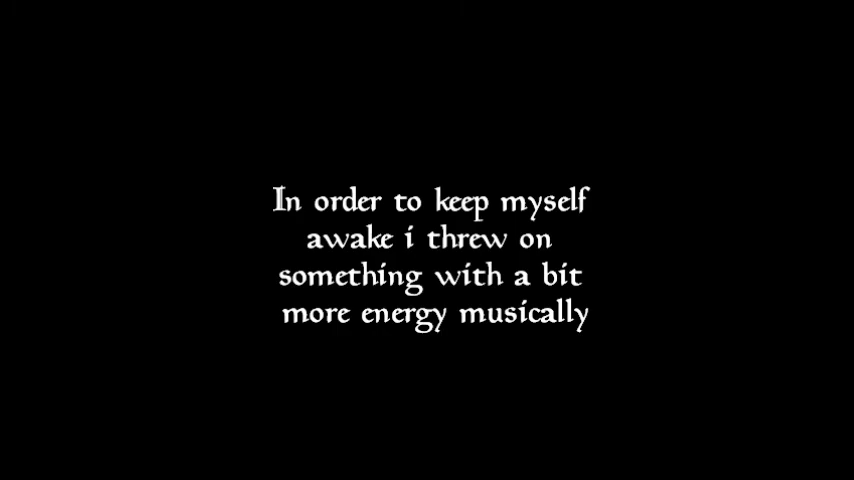 In order to keep myself
awake i threw on
something with a bit
more energy musically